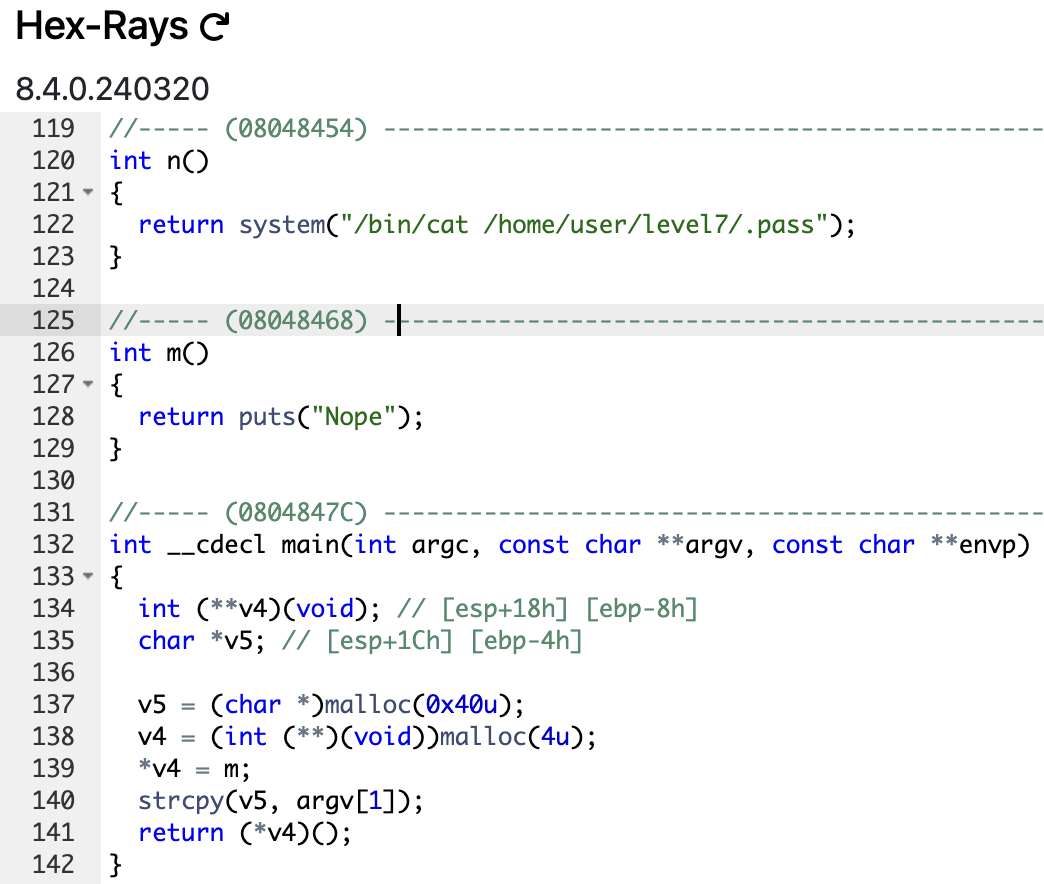 Hex-Rays
8.4.0.240320
119 //----- (08048454) ----------------------------------------------
120 int n()
121 {
122   return system("/bin/cat /home/user/level7/.pass");
123 }
124
125 //----- (08048468) ----------------------------------------------
126 int m()
127 {
128   return puts("Nope");
129 }
130
131 //----- (0804847C) ----------------------------------------------
132 int __cdecl main(int argc, const char **argv, const char **envp)
133 {
134   int (**v4)(void); // [esp+18h] [ebp-8h]
135   char *v5; // [esp+1Ch] [ebp-4h]
136
137   v5 = (char *)malloc(0x40u);
138   v4 = (int (**)(void))malloc(4u);
139   *v4 = m;
140   strcpy(v5, argv[1]);
141   return (*v4)();
142 }